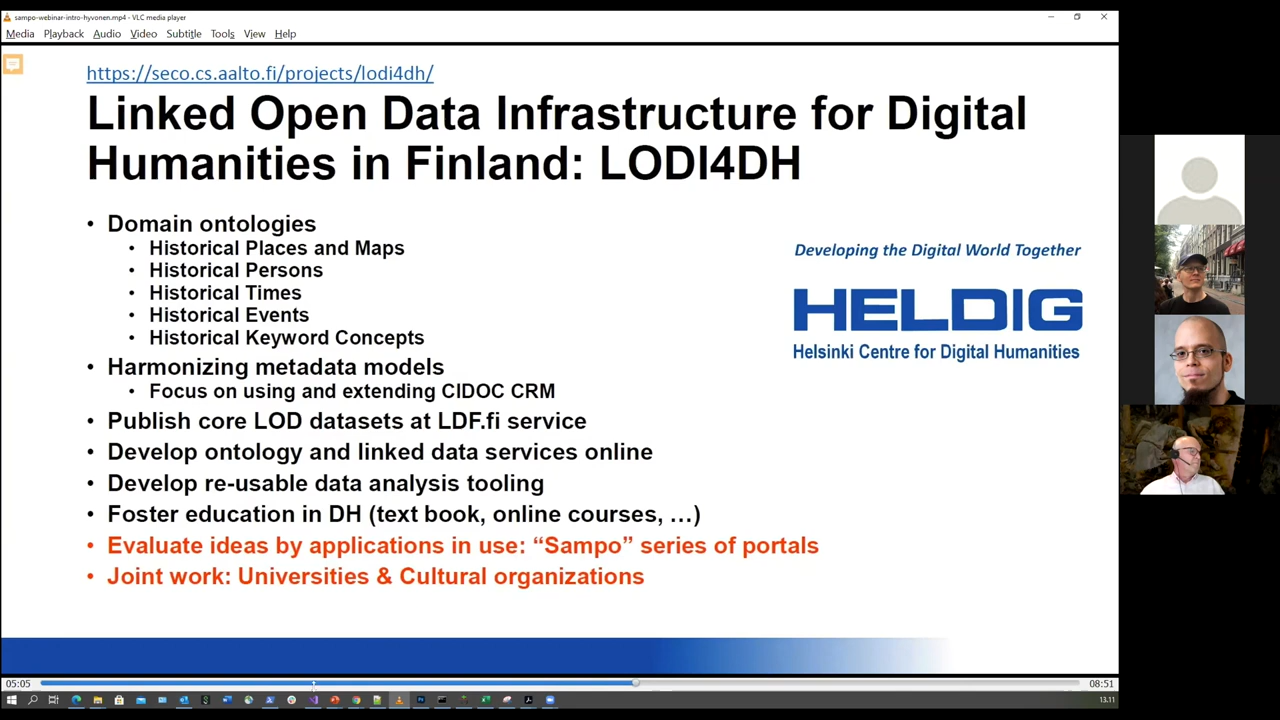 sampo-webinar-intro-hyvonen.mp4 - VLC media player
Media Playback Audio Video Subtitle Tools View Help
https://seco.cs.aalto.fi/projects/lodi4dh/
Linked Open Data Infrastructure for Digital
Humanities in Finland: LODI4DH
• Domain ontologies
• Historical Places and Maps
• Historical Persons
• Historical Times
• Historical Events
• Historical Keyword Concepts
• Harmonizing metadata models
• Focus on using and extending CIDOC CRM
• Publish core LOD datasets at LDF.fi service
• Develop ontology and linked data services online
• Develop re-usable data analysis tooling
• Foster education in DH (text book, online courses, …)
• Evaluate ideas by applications in use: “Sampo” series of portals
• Joint work: Universities & Cultural organizations
Developing the Digital World Together
HELDIG
Helsinki Centre for Digital Humanities
05:05 08:51
13.11